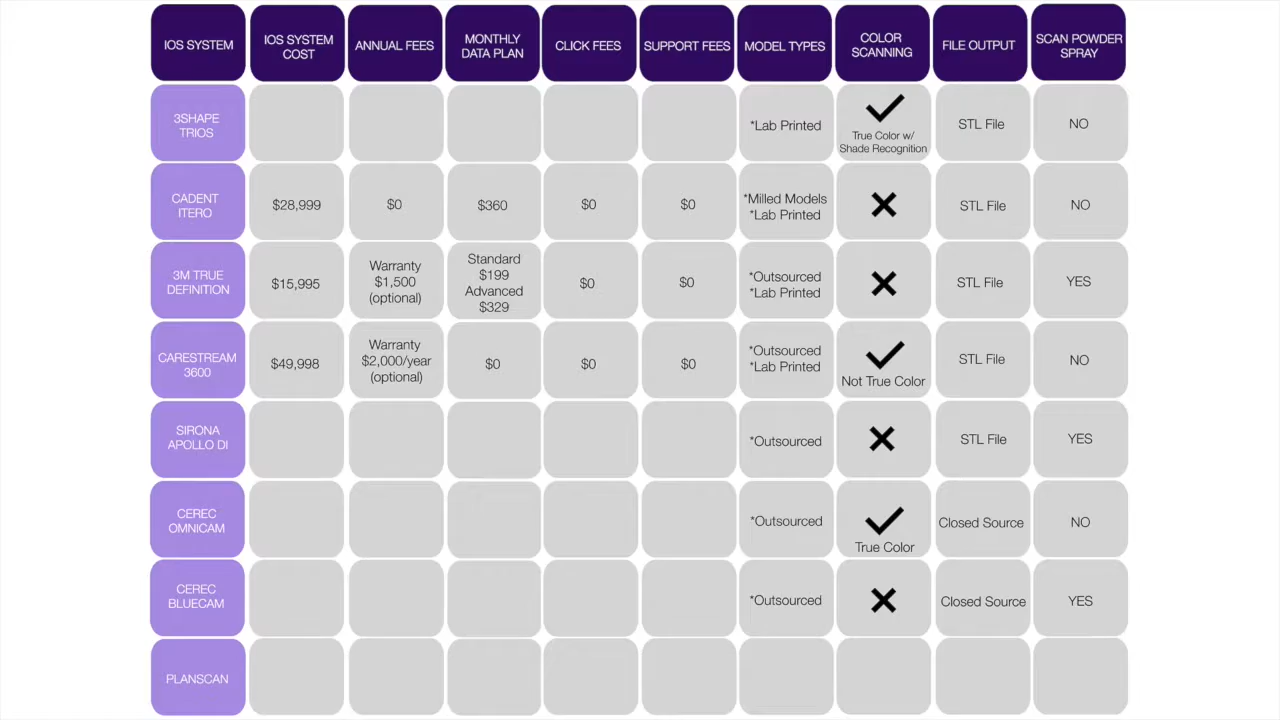 IOS SYSTEM
IOS SYSTEM
COST
ANNUAL FEES
MONTHLY
DATA PLAN
CLICK FEES
SUPPORT FEES
MODEL TYPES
COLOR
SCANNING
FILE OUTPUT
SCAN POWDER
SPRAY
3SHAPE
TRIOS
*Lab Printed
True Color w/
Shade Recognition
STL File
NO
CADENT
ITERO
$28,999
$0
$360
$0
$0
*Milled Models
*Lab Printed
STL File
NO
3M TRUE
DEFINITION
$15,995
Warranty
$1,500
(optional)
Standard
$199
Advanced
$329
$0
$0
*Outsourced
*Lab Printed
STL File
YES
CARESTREAM
3600
$49,998
Warranty
$2,000/year
(optional)
$0
$0
$0
*Outsourced
*Lab Printed
Not True Color
STL File
NO
SIRONA
APOLLO DI
*Outsourced
STL File
YES
CEREC
OMNICAM
*Outsourced
True Color
Closed Source
NO
CEREC
BLUECAM
*Outsourced
Closed Source
YES
PLANSCAN